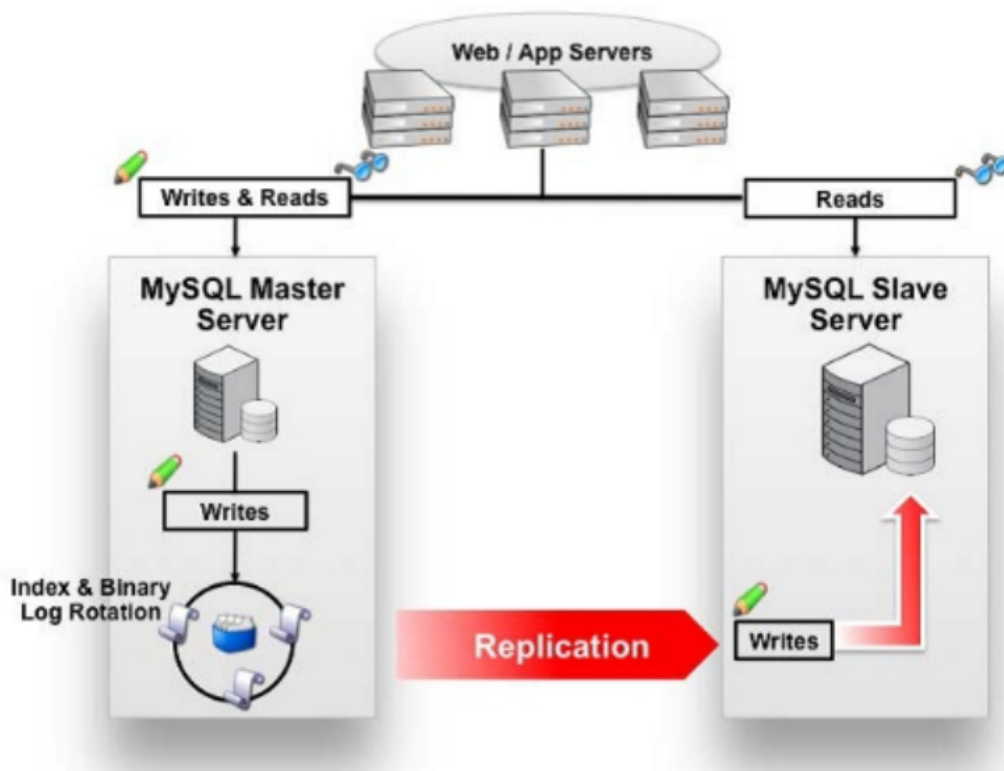 Web / App Servers
Writes & Reads
Reads
MySQL Master
Server
MySQL Slave
Server
Writes
Index & Binary
Log Rotation
Replication
Writes